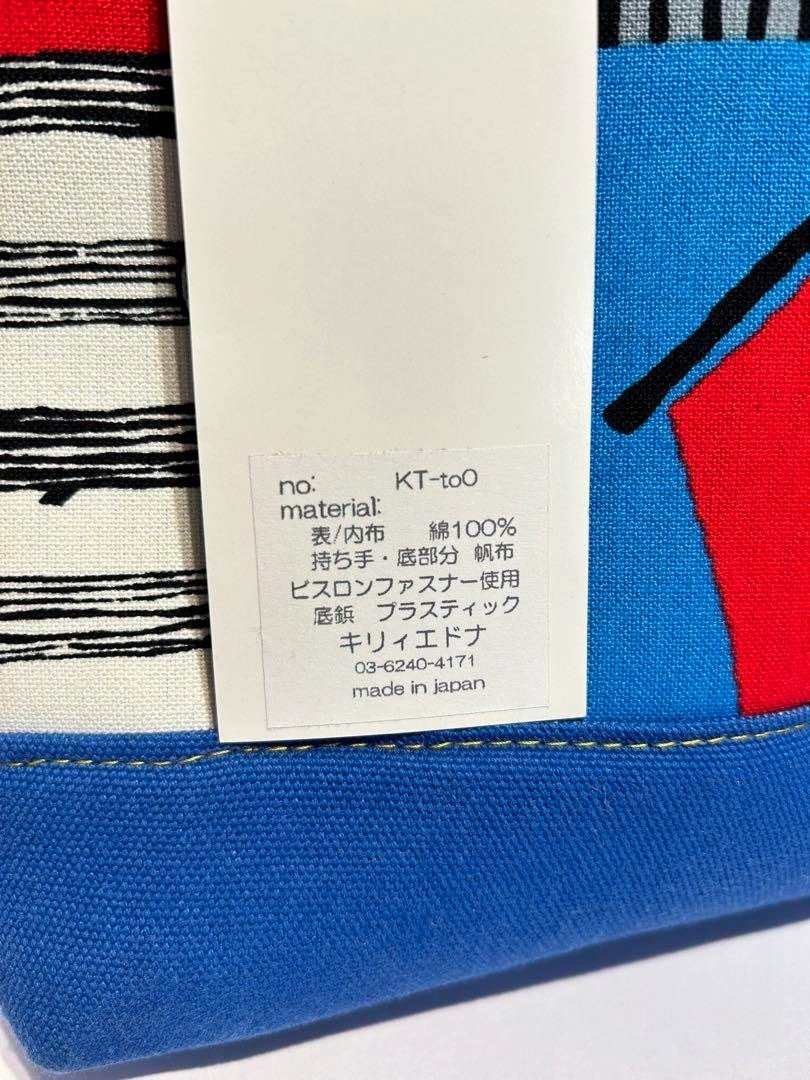 no: KT-to0
material:
表/内布 綿100%
持ち手・底部分 帆布
ビスロンファスナー使用
底鋲 プラスティック
キリィエドナ
03-6240-4171
made in japan